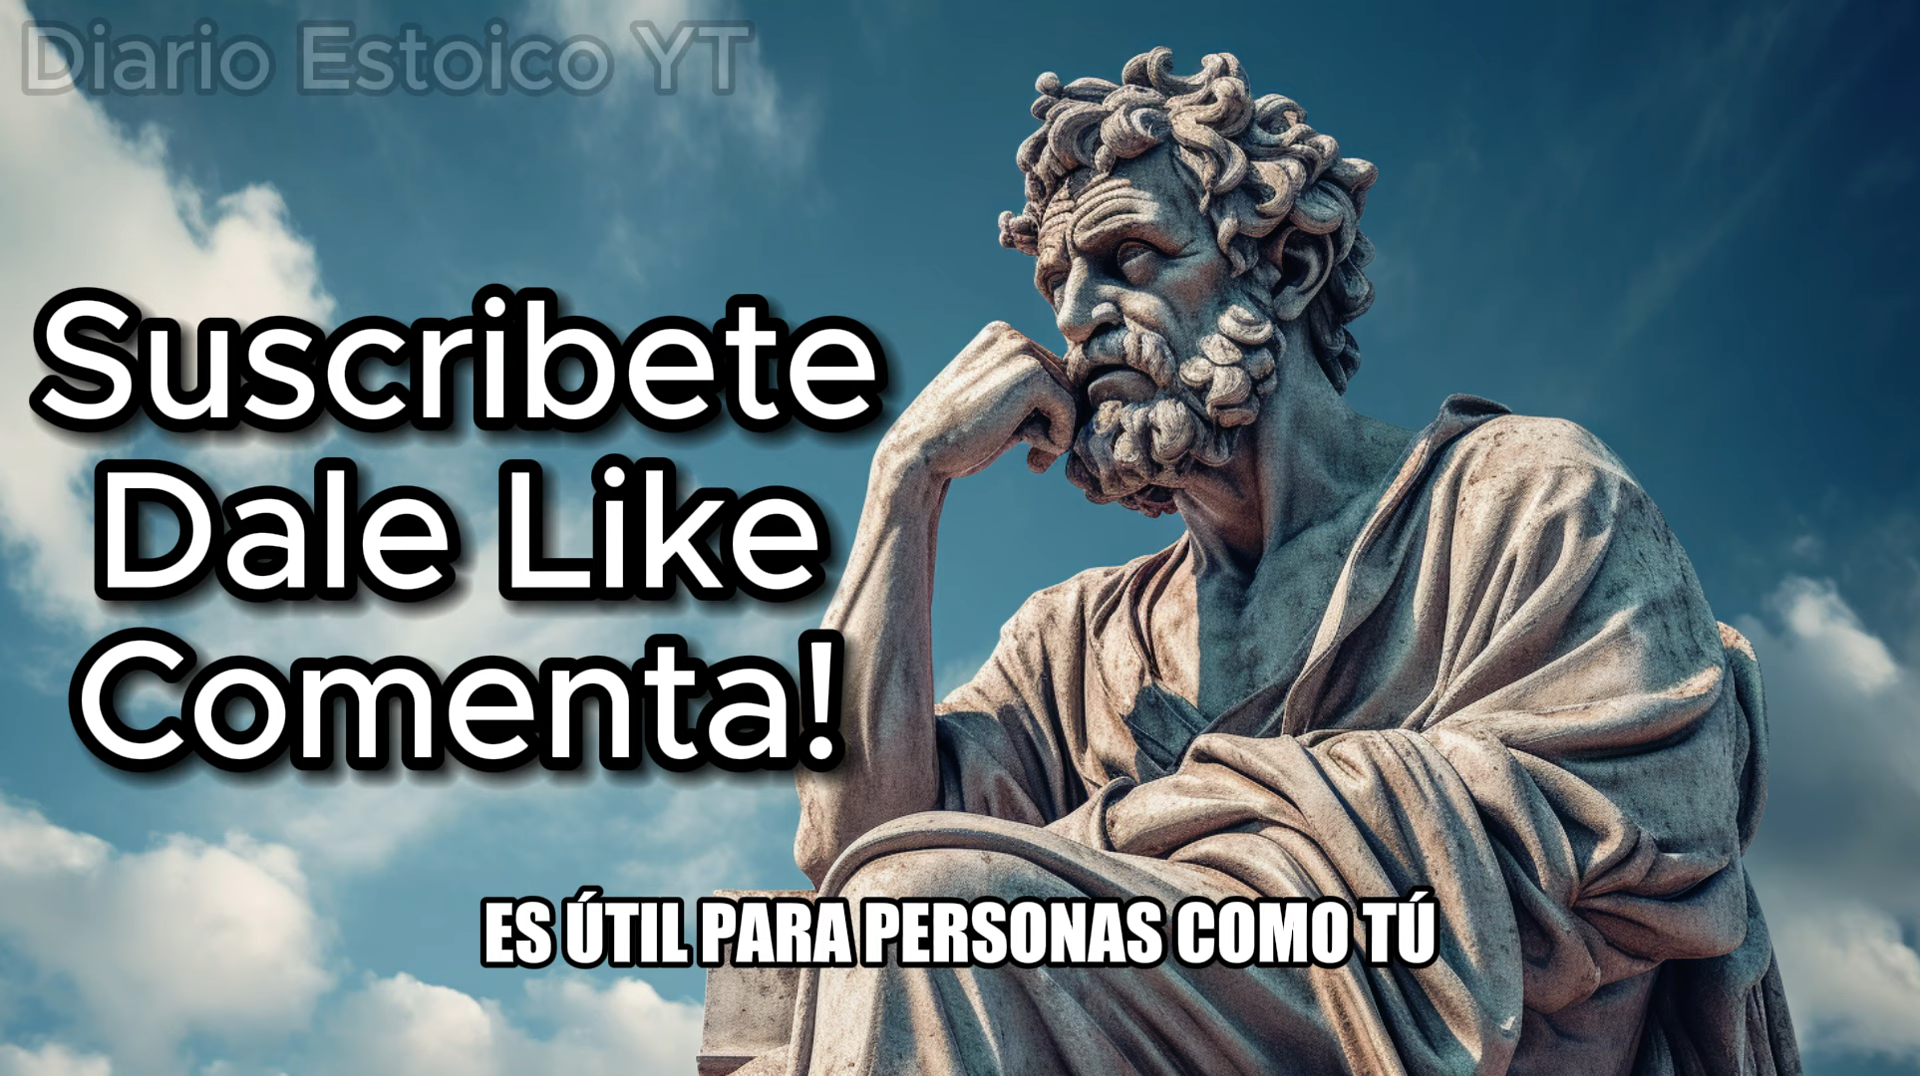 Diario Estoico YT
Suscribete
Dale Like
Comenta!
ES ÚTIL PARA PERSONAS COMO TÚ